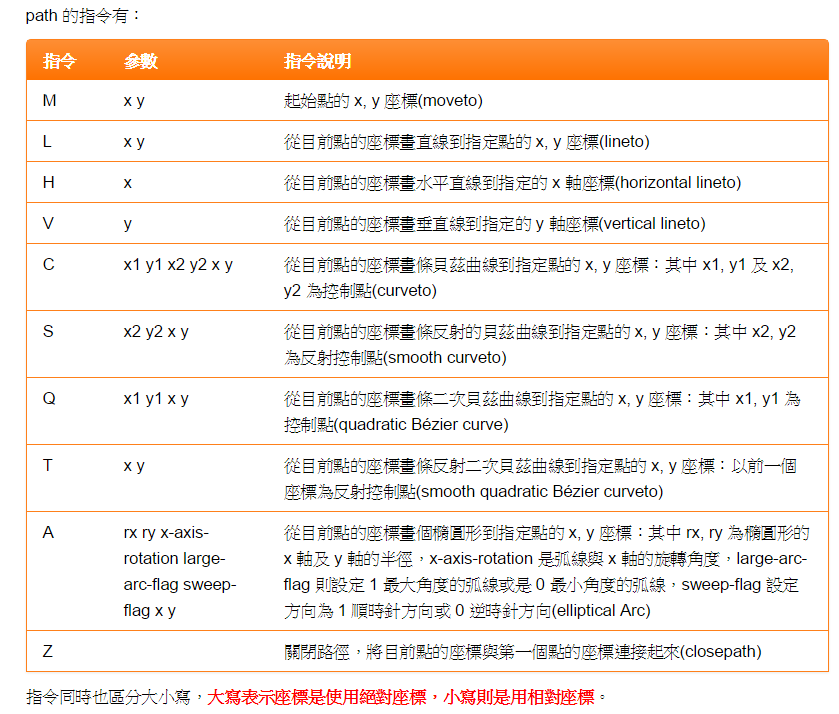 path 的指令有：
指令 參數 指令說明
M x y 起始點的 x, y 座標(moveto)
L x y 從目前點的座標畫直線到指定點的 x, y 座標(lineto)
H x 從目前點的座標畫水平直線到指定的 x 軸座標(horizontal lineto)
V y 從目前點的座標畫垂直線到指定的 y 軸座標(vertical lineto)
C x1 y1 x2 y2 x y 從目前點的座標畫條貝茲曲線到指定點的 x, y 座標：其中 x1, y1 及 x2,
y2 為控制點(curveto)
S x2 y2 x y 從目前點的座標畫條反射的貝茲曲線到指定點的 x, y 座標：其中 x2, y2
為反射控制點(smooth curveto)
Q x1 y1 x y 從目前點的座標畫條二次貝茲曲線到指定點的 x, y 座標：其中 x1, y1 為
控制點(quadratic Bézier curve)
T x y 從目前點的座標畫條反射二次貝茲曲線到指定點的 x, y 座標：以前一個
座標為反射控制點(smooth quadratic Bézier curveto)
A rx ry x-axis- 從目前點的座標畫個橢圓形到指定點的 x, y 座標：其中 rx, ry 為橢圓形的
rotation large- x 軸及 y 軸的半徑，x-axis-rotation 是弧線與 x 軸的旋轉角度，large-arc-
arc-flag sweep- flag 則設定 1 最大角度的弧線或是 0 最小角度的弧線，sweep-flag 設定
flag x y 方向為 1 順時針方向或 0 逆時針方向(elliptical Arc)
Z 關閉路徑，將目前點的座標與第一個點的座標連接起來(closepath)
指令同時也區分大小寫，大寫表示座標是使用絕對座標，小寫則是用相對座標。